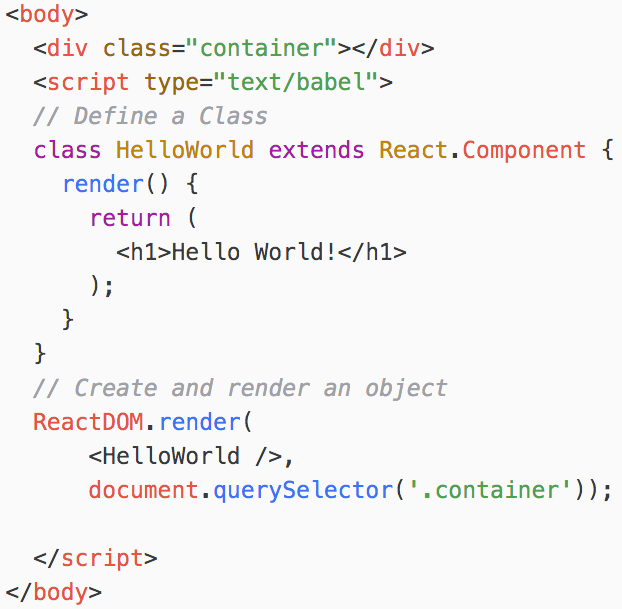 <body>
  <div class="container"></div>
  <script type="text/babel">
  // Define a Class
  class HelloWorld extends React.Component {
    render() {
      return (
        <h1>Hello World!</h1>
      );
    }
  }
  // Create and render an object
  ReactDOM.render(
      <HelloWorld />,
      document.querySelector('.container'));

  </script>
</body>